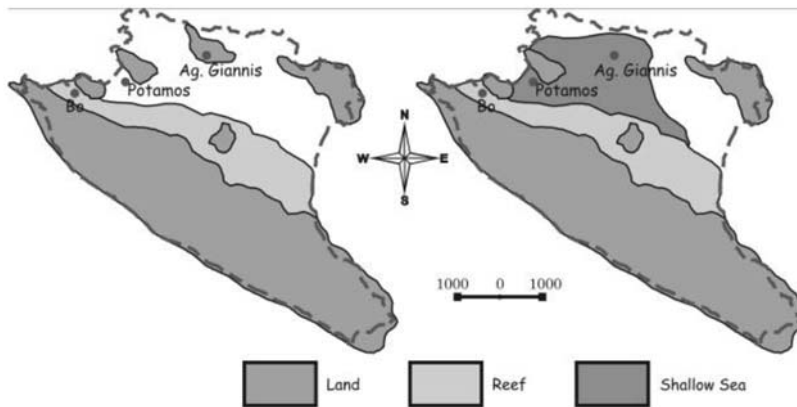 Ag. Giannis
Potamos
Bo
N
W
E
S
Ag. Giannis
Potamos
Bo
1000 0 1000
Land
Reef
Shallow Sea